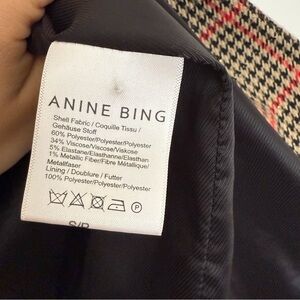 ANINE BING
Shell Fabric / Coquille Tissu /
Gehäuse Stoff
60% Polyester/Polyester/Polyester
34% Viscose/Viscose/Viskose
5% Elastane/Elasthanne/Elasthan
1% Metallic Fiber/Fibre Métallique/
Metallfaser
Lining / Doublure / Futter
100% Polyester/Polyester/Polyester
P